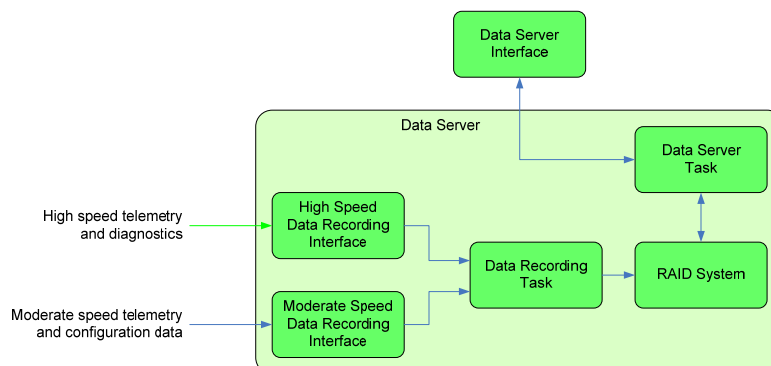 Data Server
Interface
Data Server
Data Server
Task
High speed telemetry
and diagnostics
High Speed
Data Recording
Interface
Data Recording
Task
RAID System
Moderate speed telemetry
and configuration data
Moderate Speed
Data Recording
Interface